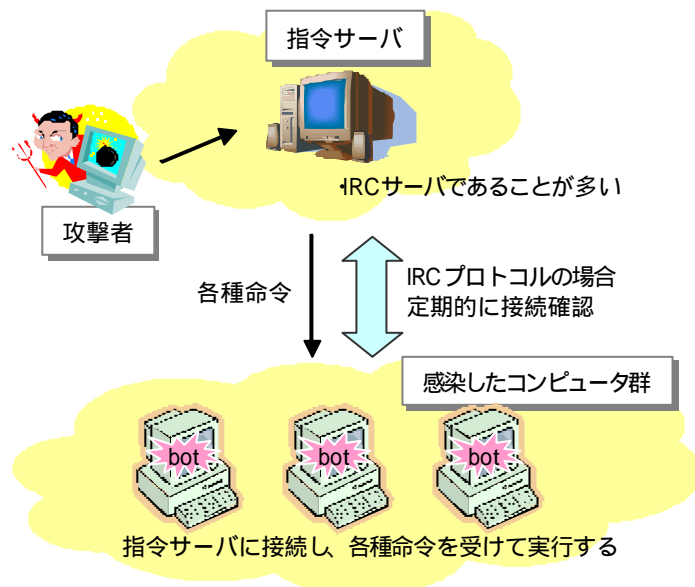 指令サーバ
攻撃者
・IRCサーバであることが多い
各種命令
IRCプロトコルの場合
定期的に接続確認
感染したコンピュータ群
bot
bot
bot
指令サーバに接続し、各種命令を受けて実行する